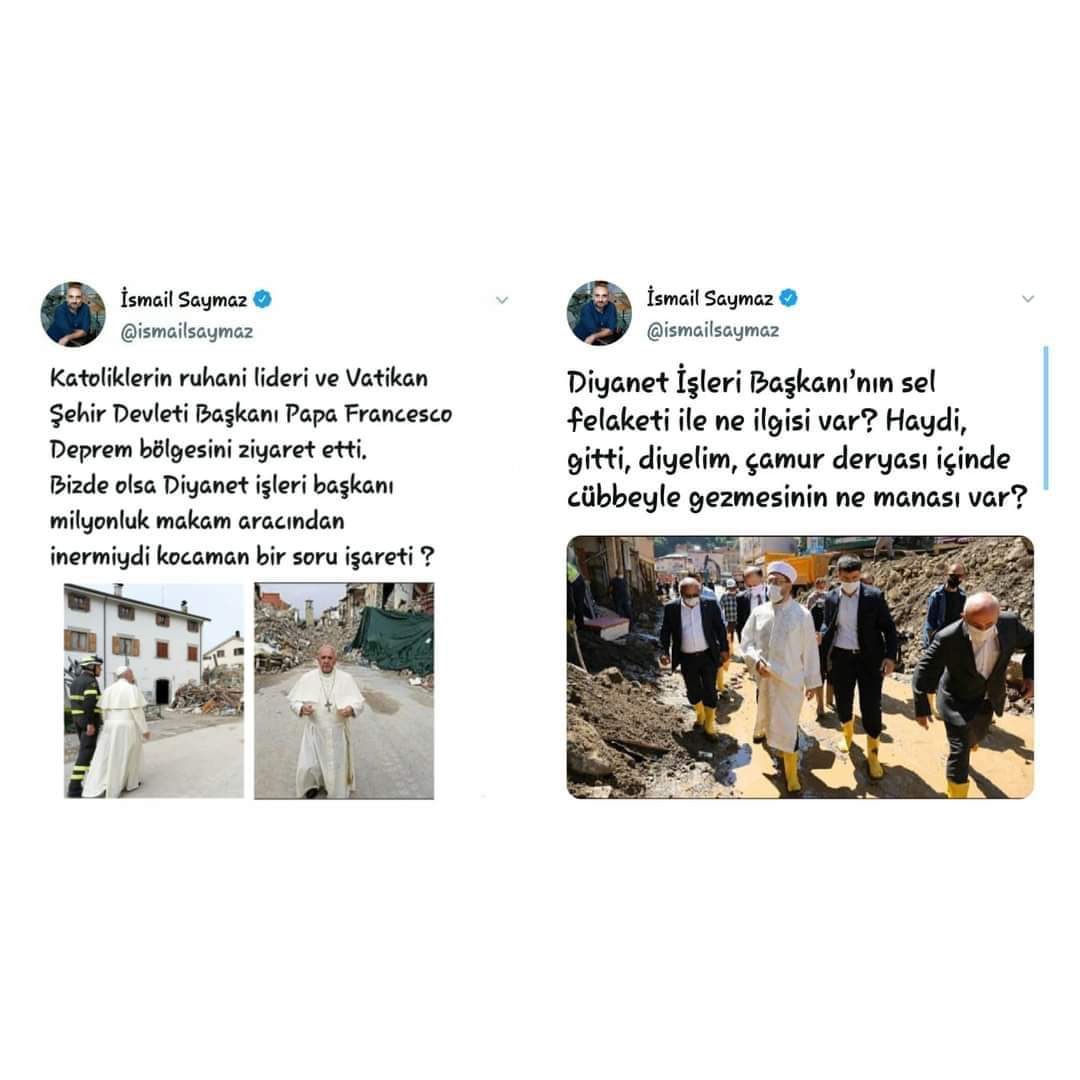 İsmail Saymaz
@ismailsaymaz
Katoliklerin ruhani lideri ve Vatikan
Şehir Devleti Başkanı Papa Francesco
Deprem bölgesini ziyaret etti.
Bizde olsa Diyanet işleri başkanı
milyonluk makam aracından
inermiydi kocaman bir soru işareti ?
İsmail Saymaz
@ismailsaymaz
Diyanet İşleri Başkanı'nın sel
felaketi ile ne ilgisi var? Haydi,
gitti, diyelim, çamur deryası içinde
cübbeyle gezmesinin ne manası var?